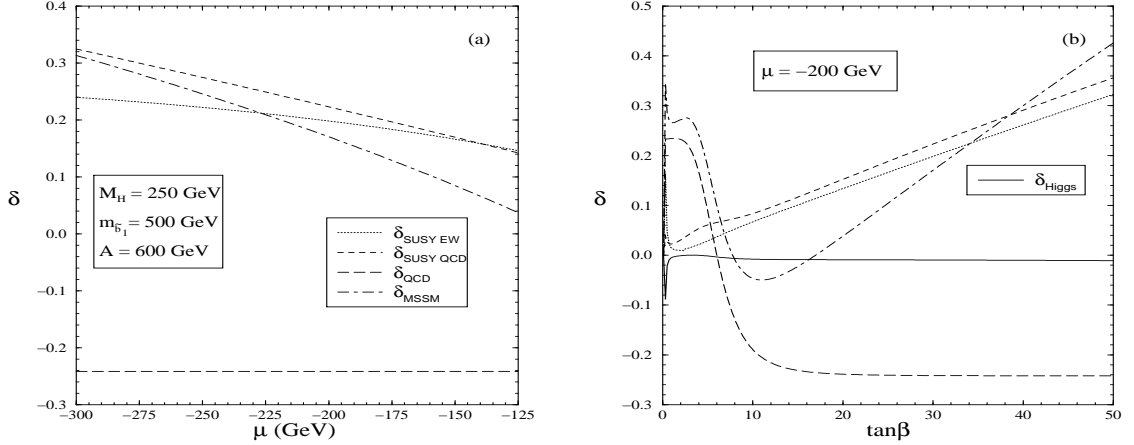 (a)
0.4
0.3
0.2
0.1
0.0
−0.1
−0.2
−0.3
δ
M_H = 250 GeV
m_b̃₁ = 500 GeV
A = 600 GeV
δ_SUSY EW
δ_SUSY QCD
δ_QCD
δ_MSSM
−300 −275 −250 −225 −200 −175 −150 −125
μ (GeV)
(b)
0.5
0.4
0.3
0.2
0.1
0.0
−0.1
−0.2
−0.3
δ
μ = −200 GeV
δ_Higgs
0 10 20 30 40 50
tanβ